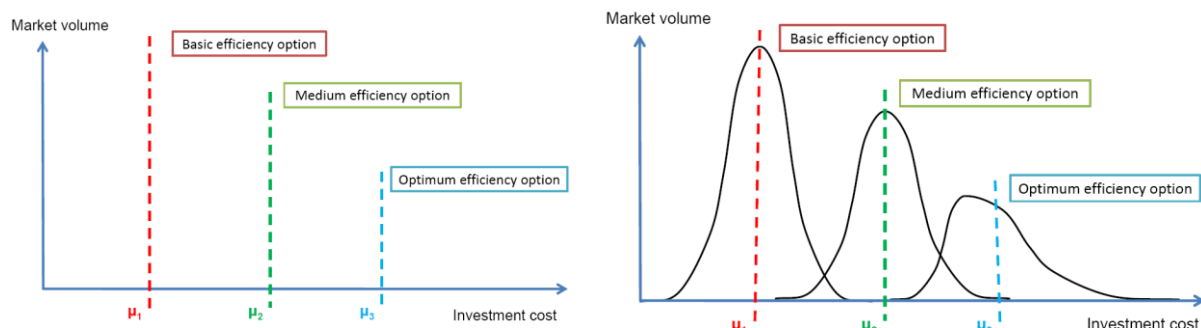 Market volume
Basic efficiency option
Medium efficiency option
Optimum efficiency option
μ₁
μ₂
μ₃
Investment cost
Market volume
Basic efficiency option
Medium efficiency option
Optimum efficiency option
Investment cost